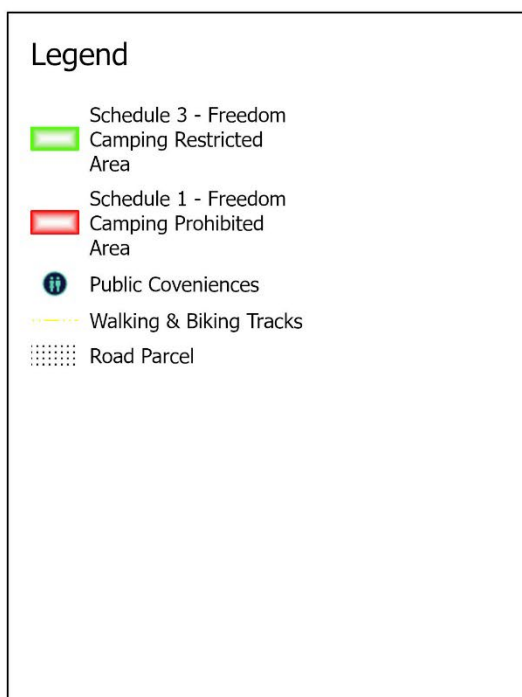 Legend
Schedule 3 - Freedom
Camping Restricted
Area
Schedule 1 - Freedom
Camping Prohibited
Area
Public Coveniences
Walking & Biking Tracks
Road Parcel